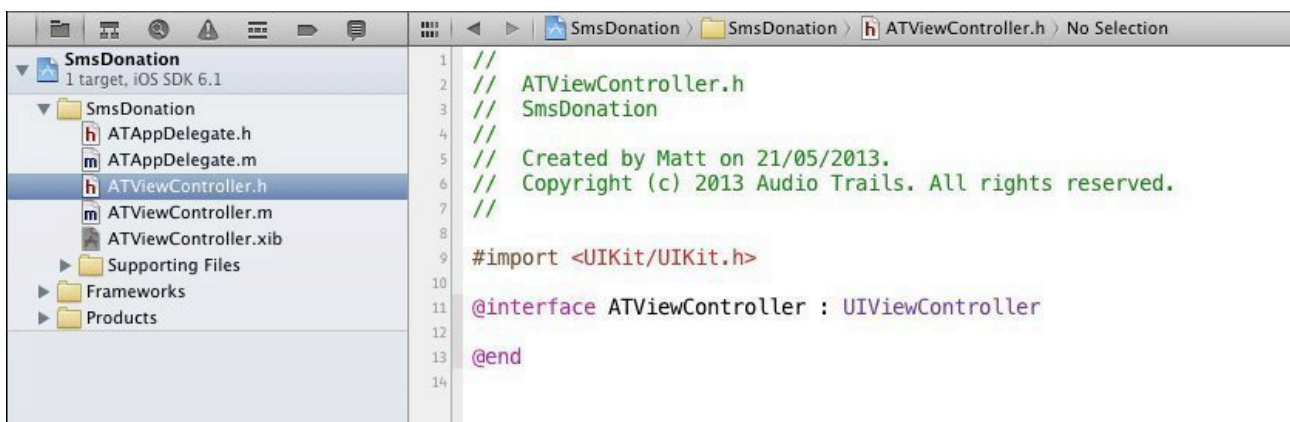 SmsDonation
1 target, iOS SDK 6.1
SmsDonation
ATAppDelegate.h
ATAppDelegate.m
ATViewController.h
ATViewController.m
ATViewController.xib
Supporting Files
Frameworks
Products
SmsDonation 〉 SmsDonation 〉 h ATViewController.h 〉 No Selection
1 //
2 //  ATViewController.h
3 //  SmsDonation
4 //
5 //  Created by Matt on 21/05/2013.
6 //  Copyright (c) 2013 Audio Trails. All rights reserved.
7 //
8
9 #import <UIKit/UIKit.h>
10
11 @interface ATViewController : UIViewController
12
13 @end
14